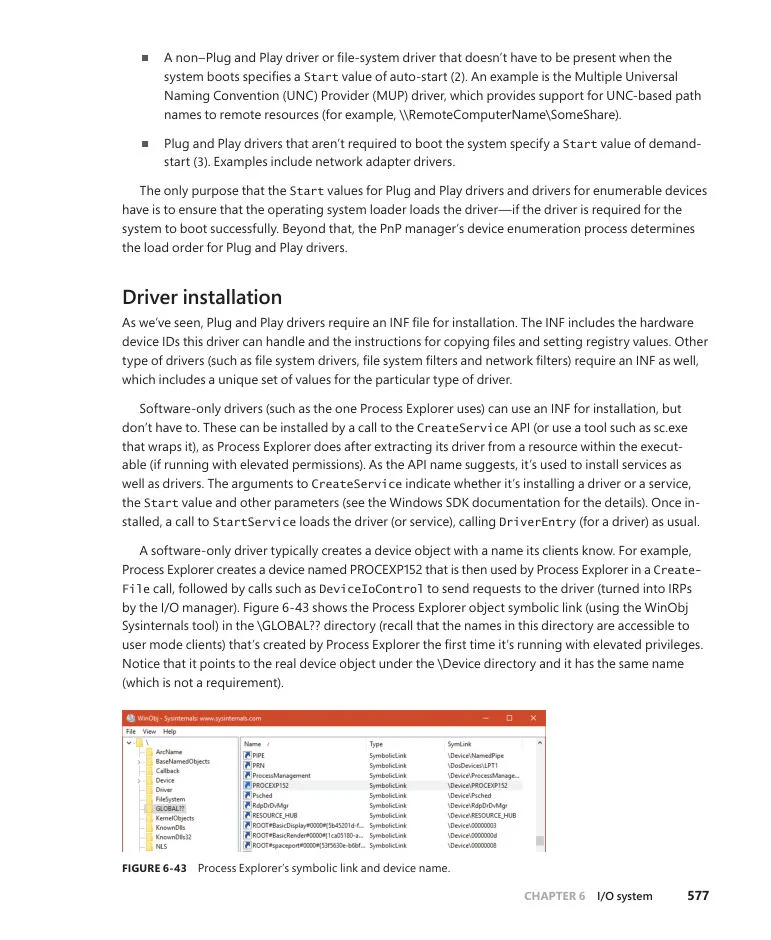 ■ A non–Plug and Play driver or file-system driver that doesn’t have to be present when the
system boots specifies a Start value of auto-start (2). An example is the Multiple Universal
Naming Convention (UNC) Provider (MUP) driver, which provides support for UNC-based path
names to remote resources (for example, \\RemoteComputerName\SomeShare).
■ Plug and Play drivers that aren’t required to boot the system specify a Start value of demand-
start (3). Examples include network adapter drivers.
The only purpose that the Start values for Plug and Play drivers and drivers for enumerable devices
have is to ensure that the operating system loader loads the driver—if the driver is required for the
system to boot successfully. Beyond that, the PnP manager’s device enumeration process determines
the load order for Plug and Play drivers.
Driver installation
As we’ve seen, Plug and Play drivers require an INF file for installation. The INF includes the hardware
device IDs this driver can handle and the instructions for copying files and setting registry values. Other
type of drivers (such as file system drivers, file system filters and network filters) require an INF as well,
which includes a unique set of values for the particular type of driver.
Software-only drivers (such as the one Process Explorer uses) can use an INF for installation, but
don’t have to. These can be installed by a call to the CreateService API (or use a tool such as sc.exe
that wraps it), as Process Explorer does after extracting its driver from a resource within the execut-
able (if running with elevated permissions). As the API name suggests, it’s used to install services as
well as drivers. The arguments to CreateService indicate whether it’s installing a driver or a service,
the Start value and other parameters (see the Windows SDK documentation for the details). Once in-
stalled, a call to StartService loads the driver (or service), calling DriverEntry (for a driver) as usual.
A software-only driver typically creates a device object with a name its clients know. For example,
Process Explorer creates a device named PROCEXP152 that is then used by Process Explorer in a Create-
File call, followed by calls such as DeviceIoControl to send requests to the driver (turned into IRPs
by the I/O manager). Figure 6-43 shows the Process Explorer object symbolic link (using the WinObj
Sysinternals tool) in the \GLOBAL?? directory (recall that the names in this directory are accessible to
user mode clients) that’s created by Process Explorer the first time it’s running with elevated privileges.
Notice that it points to the real device object under the \Device directory and it has the same name
(which is not a requirement).
WinObj - Sysinternals: www.sysinternals.com
File View Help
\
ArcName
BaseNamedObjects
Callback
Device
Driver
FileSystem
GLOBAL??
KernelObjects
KnownDlls
KnownDlls32
NLS
Name / Type SymLink
PIPE SymbolicLink \Device\NamedPipe
PRN SymbolicLink \DosDevices\LPT1
ProcessManagement SymbolicLink \Device\ProcessManage...
PROCEXP152 SymbolicLink \Device\PROCEXP152
Psched SymbolicLink \Device\Psched
RdpDrDvMgr SymbolicLink \Device\RdpDrDvMgr
RESOURCE_HUB SymbolicLink \Device\RESOURCE_HUB
ROOT#BasicDisplay#0000#{5b45201d-f... SymbolicLink \Device\00000003
ROOT#BasicRender#0000#{1ca05180-a... SymbolicLink \Device\0000000d
ROOT#spaceport#0000#{53f5630e-b6bf... SymbolicLink \Device\00000008
FIGURE 6-43 Process Explorer’s symbolic link and device name.
CHAPTER 6 I/O system 577